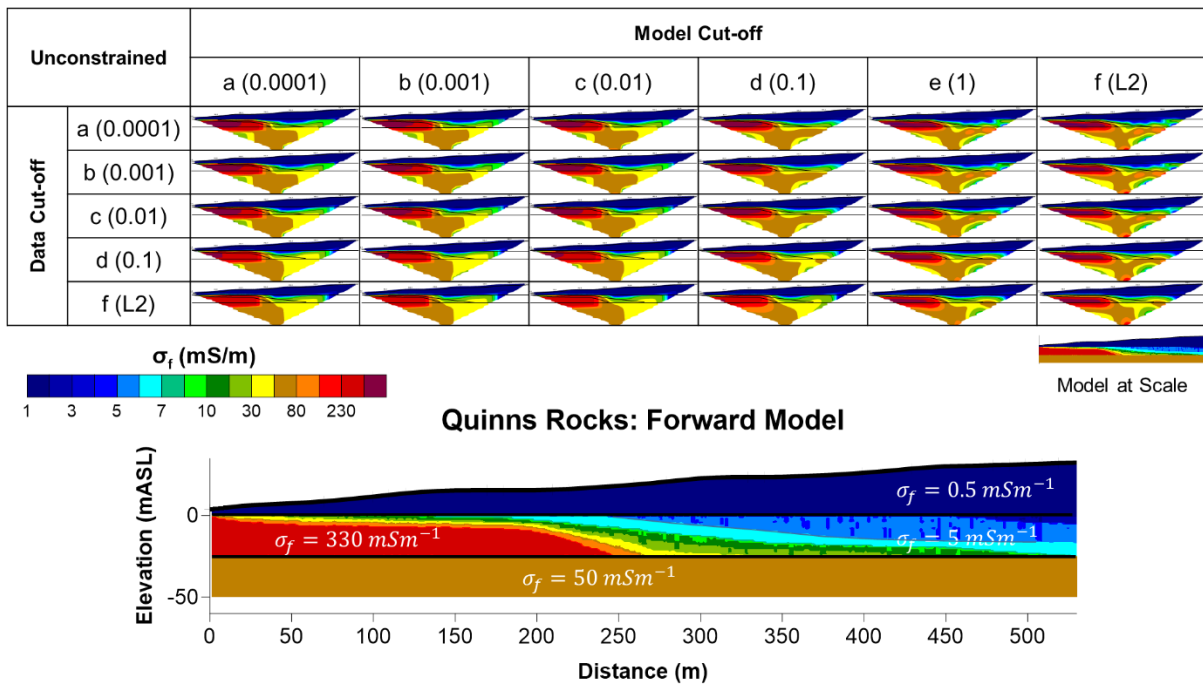 Unconstrained
Model Cut-off
a (0.0001) b (0.001) c (0.01) d (0.1) e (1) f (L2)
Data Cut-off
a (0.0001)
b (0.001)
c (0.01)
d (0.1)
f (L2)
σf (mS/m)
1 3 5 7 10 30 80 230
Model at Scale
Quinns Rocks: Forward Model
Elevation (mASL)
0
-50
σf = 0.5 mSm⁻¹
σf = 330 mSm⁻¹
σf = 5 mSm⁻¹
σf = 50 mSm⁻¹
0 50 100 150 200 250 300 350 400 450 500
Distance (m)